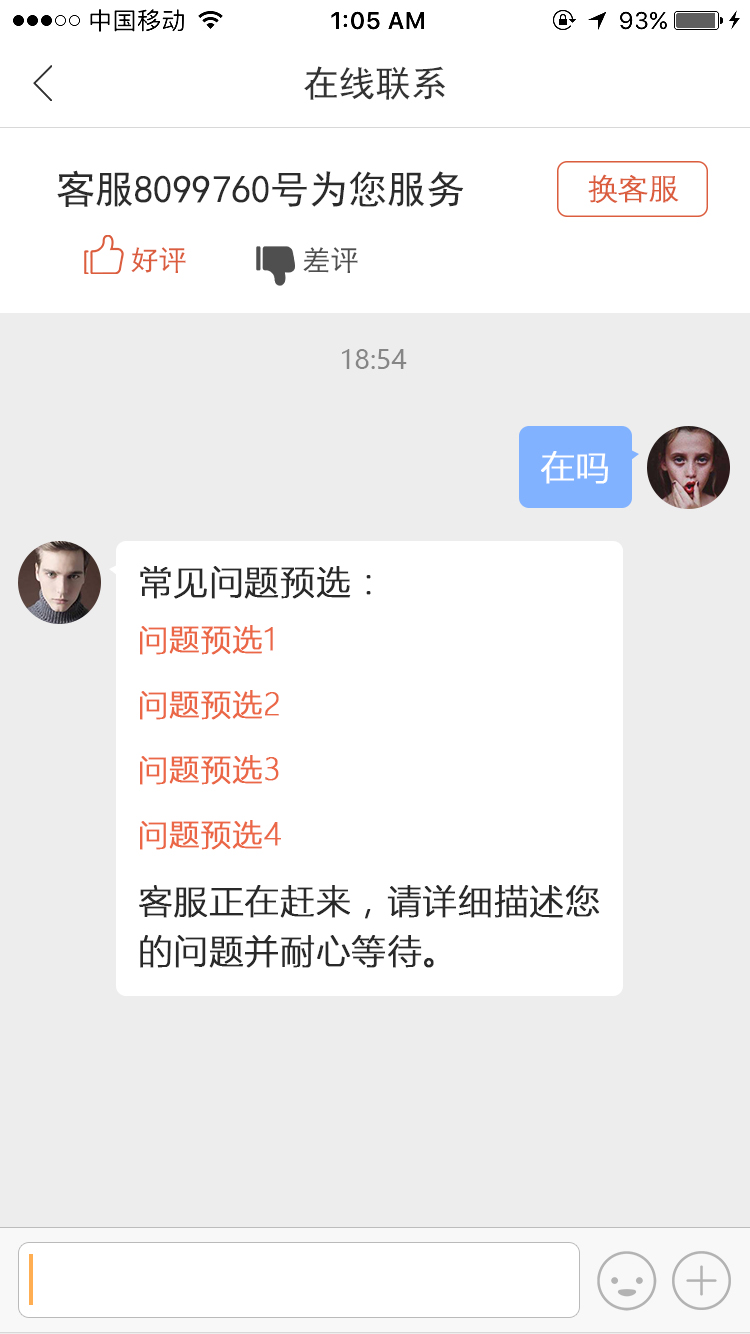 中国移动 1:05 AM 93%
在线联系
客服8099760号为您服务 换客服
好评 差评
18:54
在吗
常见问题预选：
问题预选1
问题预选2
问题预选3
问题预选4
客服正在赶来，请详细描述您
的问题并耐心等待。